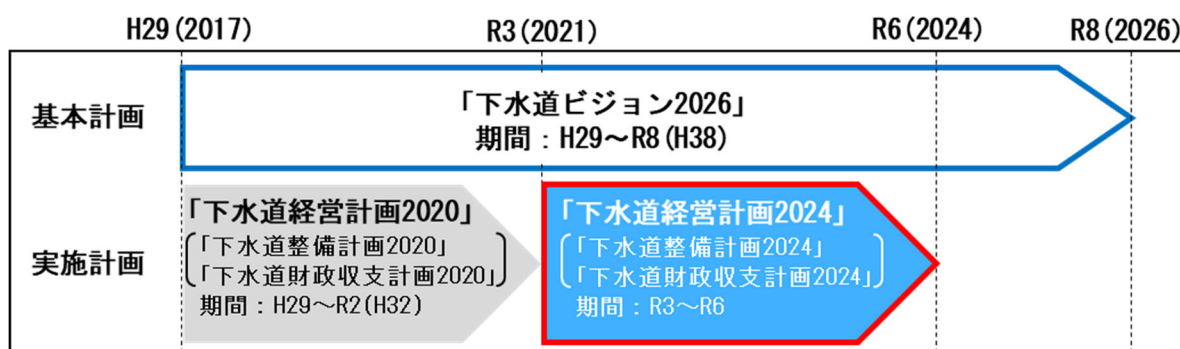 H29(2017)
R3(2021)
R6(2024)
R8(2026)
基本計画
「下水道ビジョン2026」
期間：H29～R8(H38)
実施計画
「下水道経営計画2020」
「下水道整備計画2020」
「下水道財政収支計画2020」
期間：H29～R2(H32)
「下水道経営計画2024」
「下水道整備計画2024」
「下水道財政収支計画2024」
期間：R3～R6